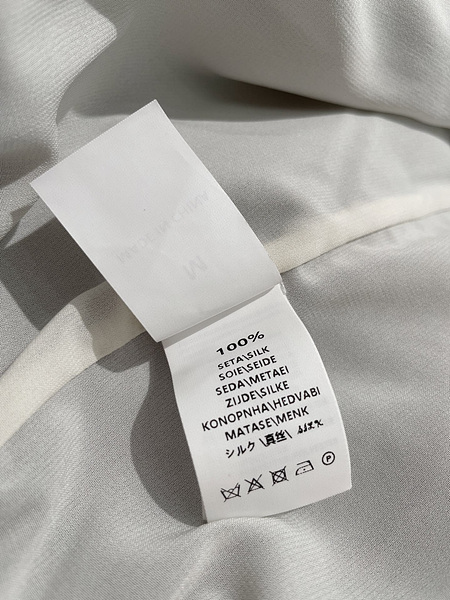 100%
SETA\SILK
SOIE\SEIDE
SEDA\METAEI
ZIJDE\SILKE
KONOPNHA\HEDVABI
MATASE\MENK
シルク \真丝\
P